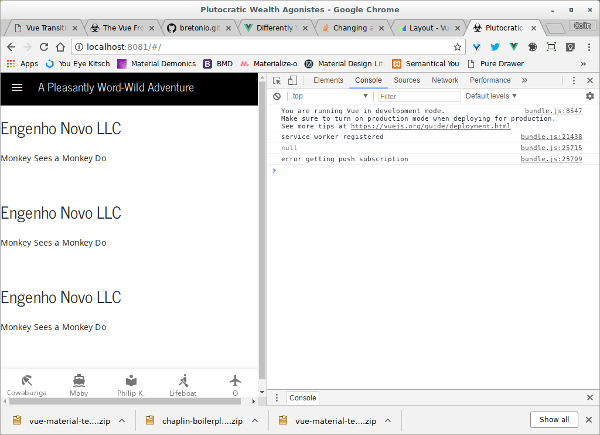 Plutocratic Wealth Agonistes - Google Chrome
Vue Transiti
The Vue Fro
bretonio.git
Differently
Changing a
Layout - Vu
Plutocratic
Colin
localhost:8081/#/
Apps
You Eye Kitsch
Material Demonics
BMD
Materialize-o
Material Design Lit
Semantical You
Pure Drawer
A Pleasantly Word-Wild Adventure
Engenho Novo LLC
Monkey Sees a Monkey Do
Engenho Novo LLC
Monkey Sees a Monkey Do
Engenho Novo LLC
Monkey Sees a Monkey Do
Cowabunga Moby Philip K. Lifeboat O
Elements Console Sources Network Performance
top Filter Default levels
You are running Vue in development mode. bundle.js:8547
Make sure to turn on production mode when deploying for production.
See more tips at https://vuejs.org/guide/deployment.html
service worker registered bundle.js:21438
null bundle.js:25715
error getting push subscription bundle.js:25709
Console
vue-material-te....zip
chaplin-boilerpl....zip
vue-material-te....zip
Show all